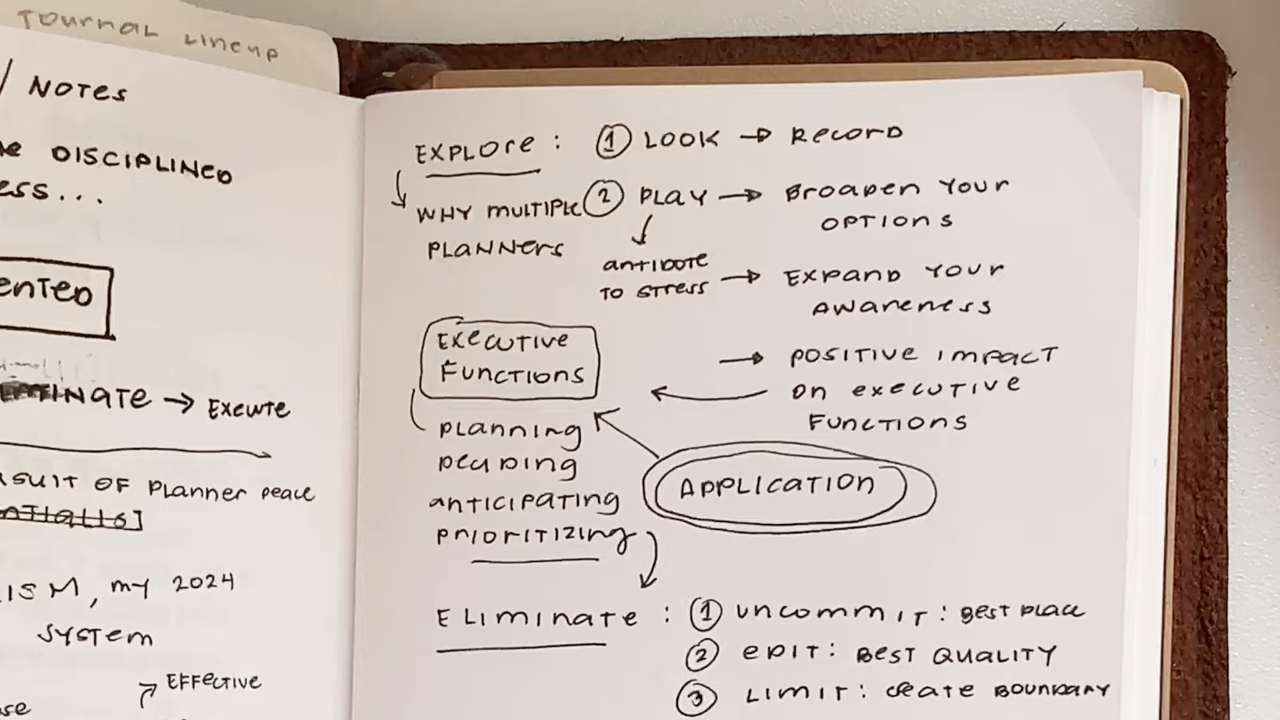 JOURNAL LINEUP
/ NOTES
DISCIPLINED
...
ENTED
INATE → EXECUTE
SUIT OF PLANNER PEACE
ISM, MY 2024
SYSTEM
↗ EFFECTIVE
EXPLORE : ① LOOK → RECORD
↓ WHY MULTIPLE
PLANNERS
② PLAY → BROADEN YOUR
OPTIONS
↓
ANTIDOTE
TO STRESS → EXPAND YOUR
AWARENESS
→ POSITIVE IMPACT
← ON EXECUTIVE
FUNCTIONS
EXECUTIVE
FUNCTIONS
PLANNING
DECIDING
ANTICIPATING
PRIORITIZING
APPLICATION
ELIMINATE : ① UNCOMMIT : BEST PLACE
② EDIT : BEST QUALITY
③ LIMIT : CREATE BOUNDARY